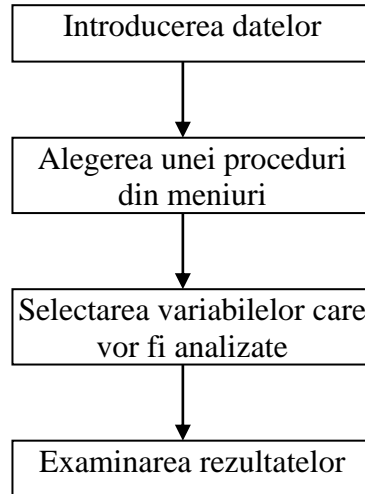 Introducerea datelor
Alegerea unei proceduri
din meniuri
Selectarea variabilelor care
vor fi analizate
Examinarea rezultatelor